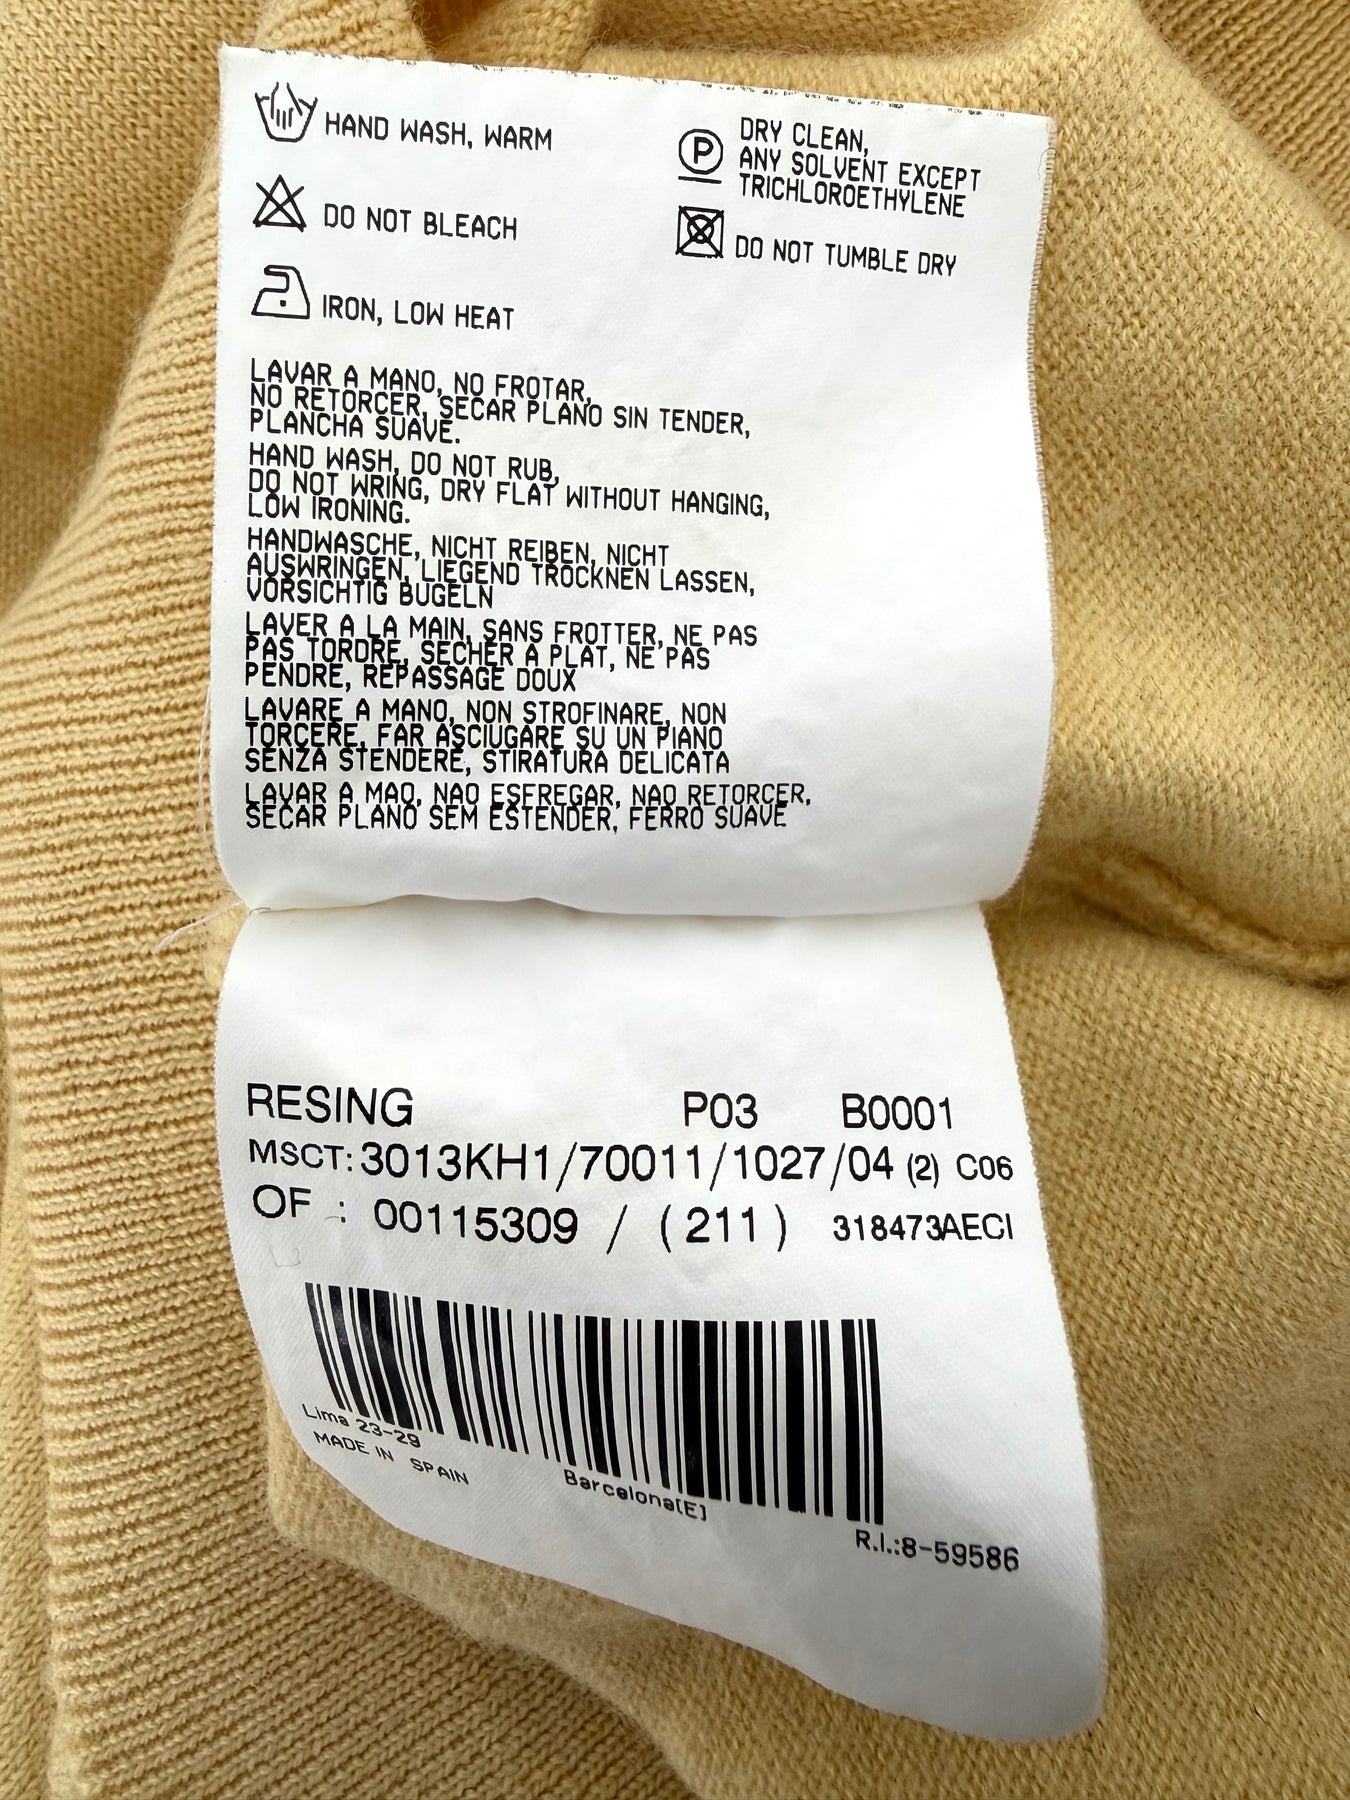 HAND WASH, WARM
DO NOT BLEACH
IRON, LOW HEAT
P
DRY CLEAN,
ANY SOLVENT EXCEPT
TRICHLOROETHYLENE
DO NOT TUMBLE DRY
LAVAR A MANO, NO FROTAR,
NO RETORCER, SECAR PLANO SIN TENDER,
PLANCHA SUAVE.
HAND WASH, DO NOT RUB,
DO NOT WRING, DRY FLAT WITHOUT HANGING,
LOW IRONING.
HANDWASCHE, NICHT REIBEN, NICHT
AUSWRINGEN, LIEGEND TROCKNEN LASSEN,
VORSICHTIG BUGELN
LAVER A LA MAIN, SANS FROTTER, NE PAS
PAS TORDRE, SECHER A PLAT, NE PAS
PENDRE, REPASSAGE DOUX
LAVARE A MANO, NON STROFINARE, NON
TORCERE, FAR ASCIUGARE SU UN PIANO
SENZA STENDERE, STIRATURA DELICATA
LAVAR A MAO, NAO ESFREGAR, NAO RETORCER,
SECAR PLANO SEM ESTENDER, FERRO SUAVE
RESING P03 B0001
MSCT: 3013KH1/70011/1027/04 (2) C06
OF : 00115309 / (211) 318473AECI
Lima 23-29
MADE IN SPAIN
Barcelona[E]
R.I.:8-59586